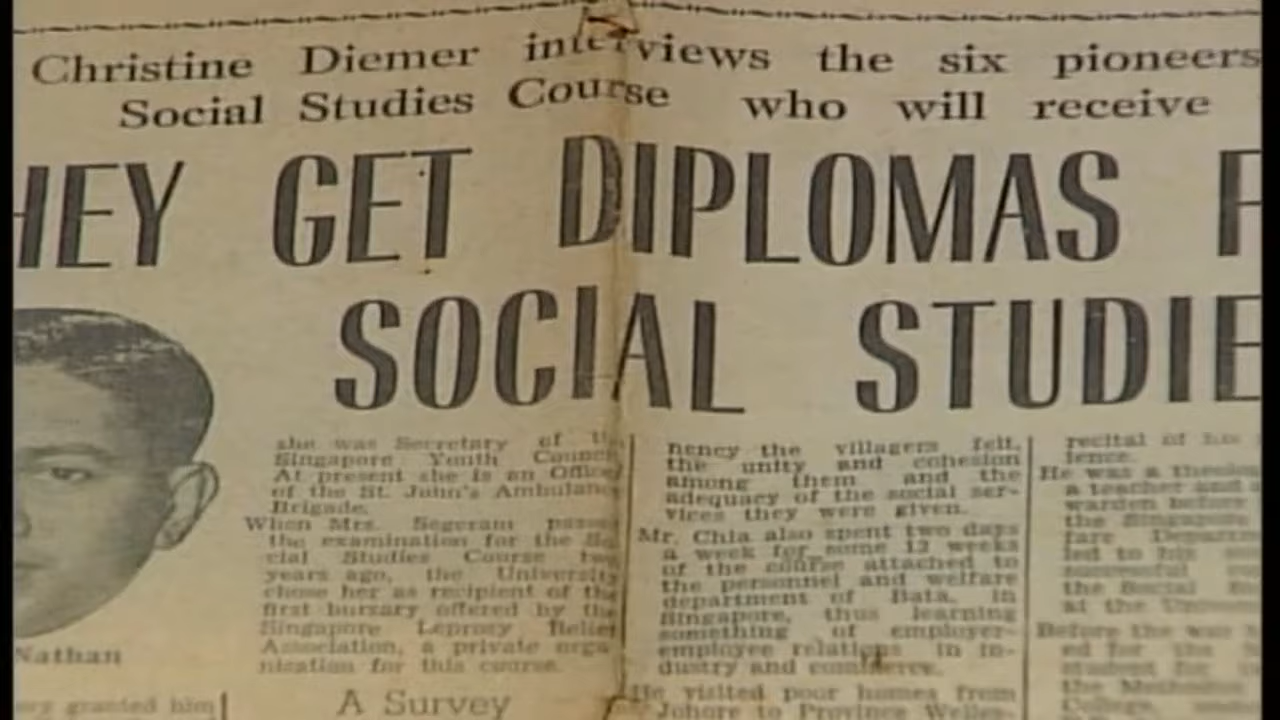 Christine Diemer interviews the six pioneers
Social Studies Course who will receive
HEY GET DIPLOMAS F
SOCIAL STUDIE
Nathan
ary granted him
she was Secretary of th
Singapore Youth Counc
At present she is an Office
of the St. John's Ambulance
Brigade.
When Mrs. Segeram passe
the examination for the So
cial Studies Course two
years ago, the University
chose her as recipient of the
first bursary offered by the
Singapore Leprosy Relief
Association, a private orga
nization for this course.
A Survey
hency the villagers felt,
the unity and cohesion
among them and the
adequacy of the social ser-
vices they were given.
Mr. Chia also spent two days
a week for some 13 weeks
of the course attached to
the personnel and welfare
department of Bata, in
Singapore, thus learning
something of employer-
employee relations in in-
dustry and commerce.
He visited poor homes from
Johore to Province Welles-
recital of his
ience.
He was a
a teacher and
warden before
the Singapore
fare Depart
led to his
successful
the Social
at the
Before the war
ed for the
student for
the Methodist
College,